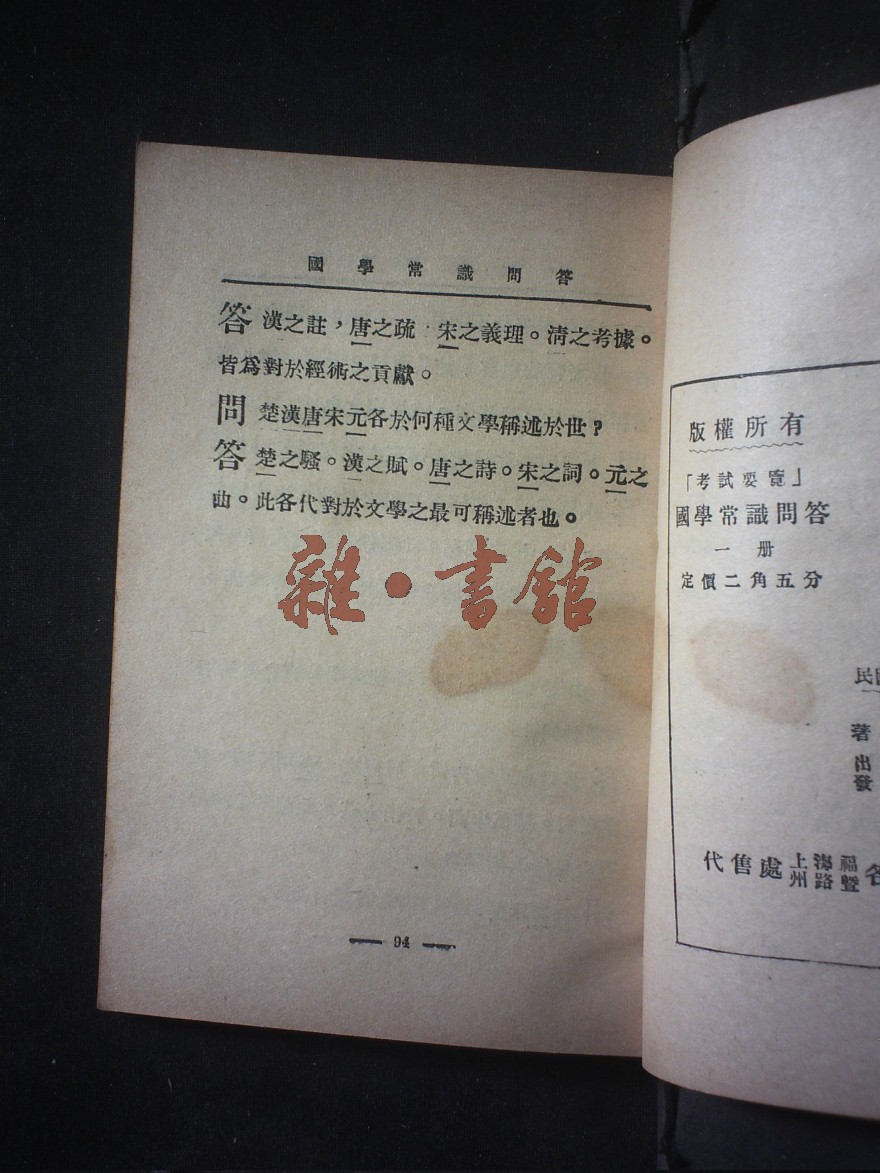 國學常識問答
答 漢之註，唐之疏 宋之義理。清之考據。
皆爲對於經術之貢獻。
問 楚漢唐宋元各於何種文學稱述於世？
答 楚之騷。漢之賦。唐之詩。宋之詞。元之
曲。此各代對於文學之最可稱述者也。
雜·書館
94
版權所有
「考試要覽」
國學常識問答
一册
定價二角五分
民國
著
出
發
代售處 上海福
州路曁 各